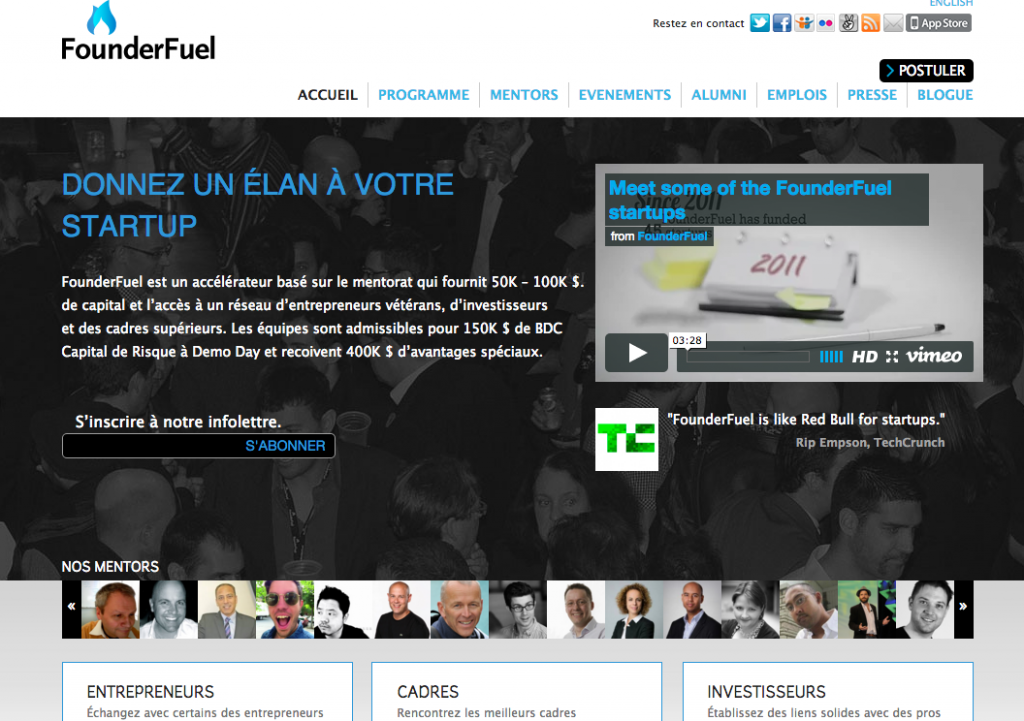 ENGLISH
Restez en contact
App Store
FounderFuel
POSTULER
ACCUEIL
PROGRAMME
MENTORS
EVENEMENTS
ALUMNI
EMPLOIS
PRESSE
BLOGUE
DONNEZ UN ÉLAN À VOTRE
STARTUP
FounderFuel est un accélérateur basé sur le mentorat qui fournit 50K – 100K $.
de capital et l’accès à un réseau d’entrepreneurs vétérans, d’investisseurs
et des cadres supérieurs. Les équipes sont admissibles pour 150K $ de BDC
Capital de Risque à Demo Day et recoivent 400K $ d’avantages spéciaux.
S’inscrire à notre infolettre.
S'ABONNER
Meet some of the FounderFuel
startups
from FounderFuel
Since 2011
FounderFuel has funded
2011
03:28
HD
vimeo
TC
"FounderFuel is like Red Bull for startups."
Rip Empson, TechCrunch
NOS MENTORS
«
»
ENTREPRENEURS
Échangez avec certains des entrepreneurs
CADRES
Rencontrez les meilleurs cadres
INVESTISSEURS
Établissez des liens solides avec des pros